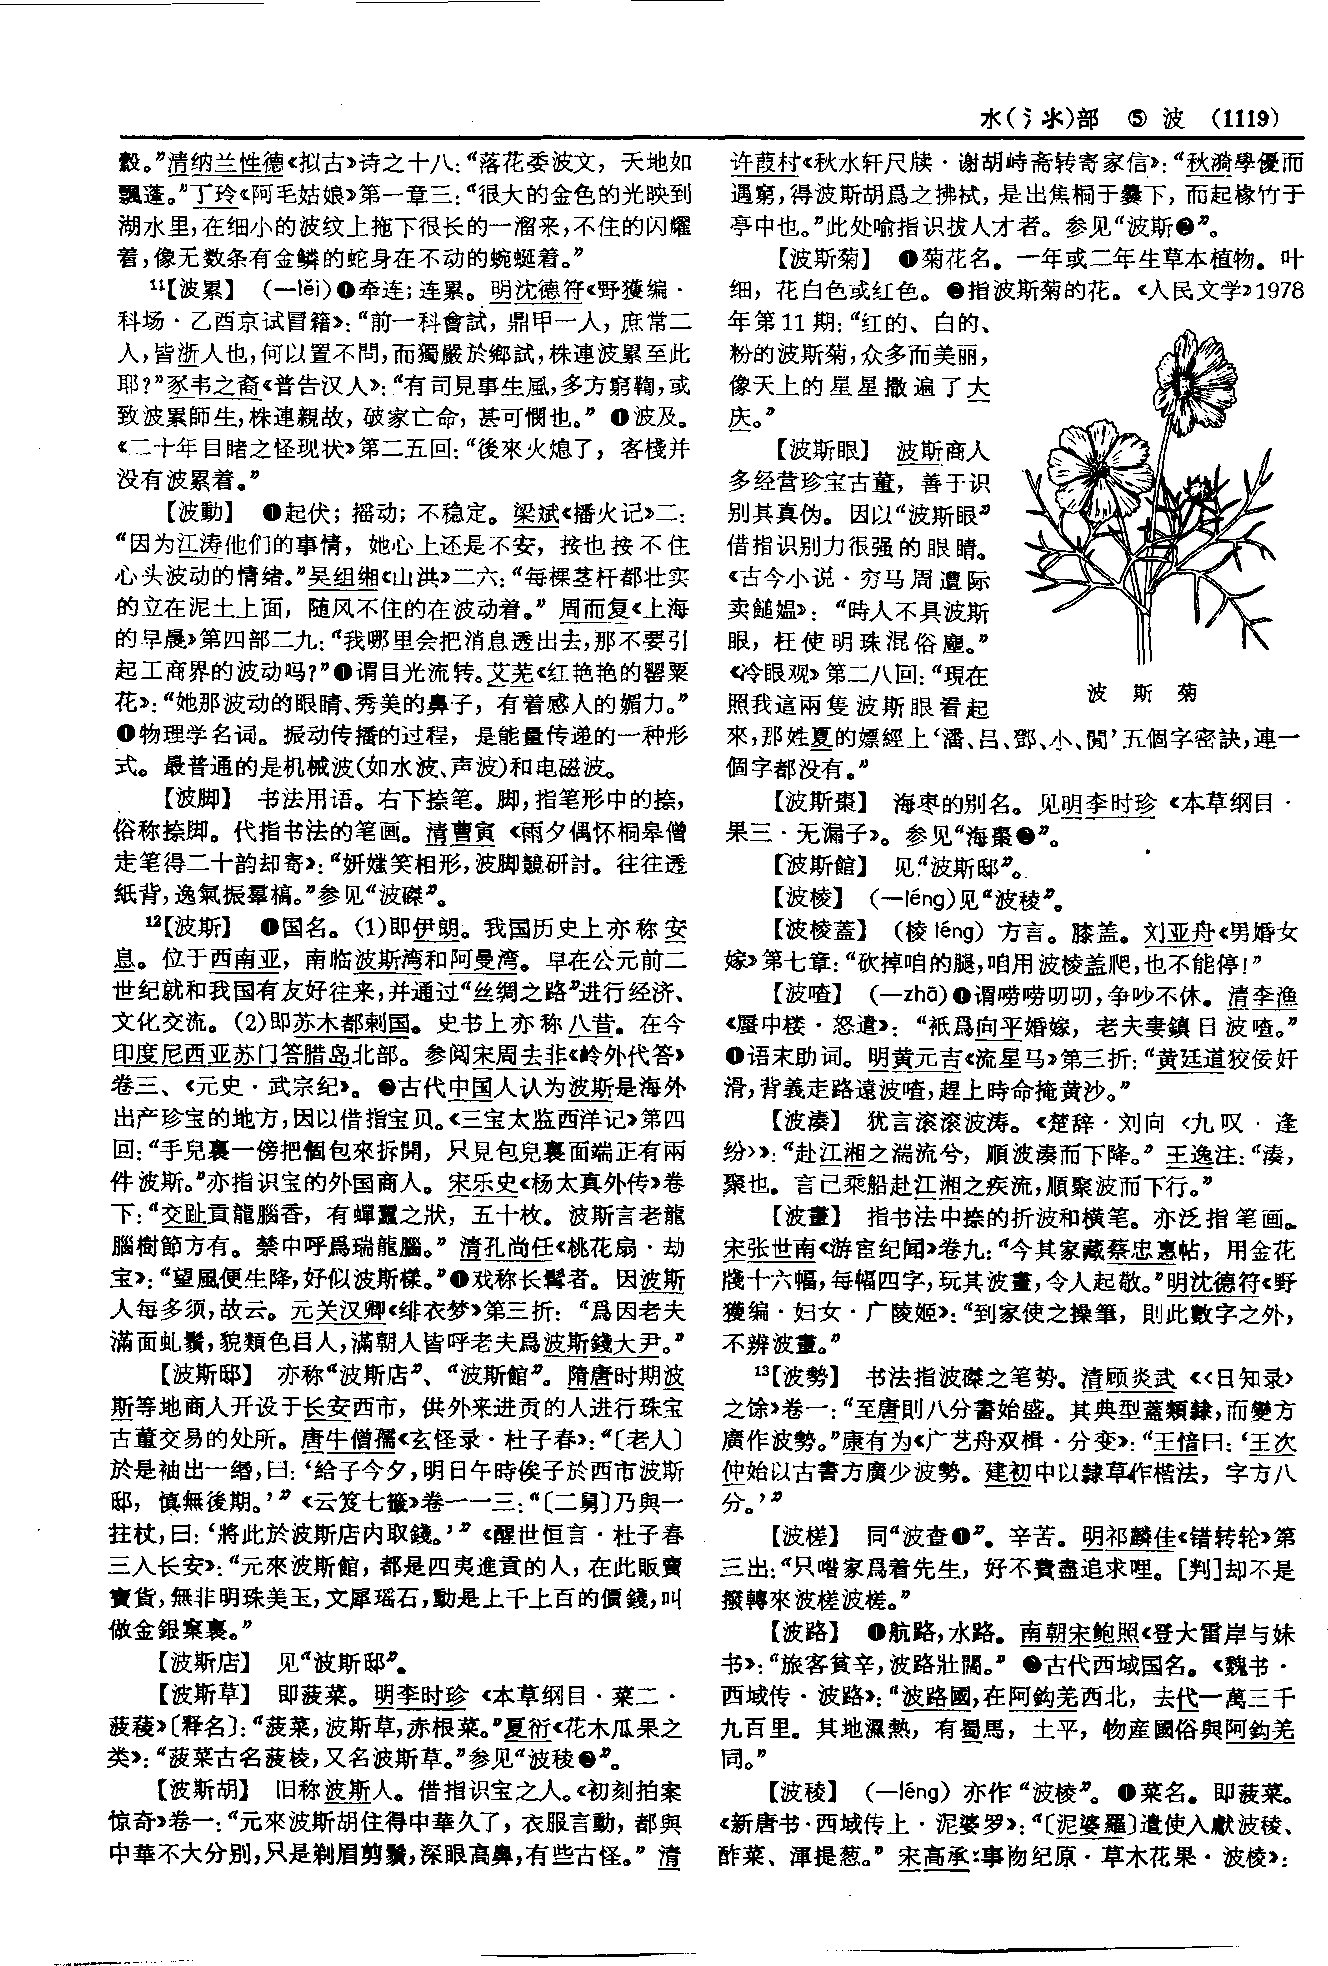 水(氵氺)部 ⑤ 波 (1119)
縠。”清纳兰性德《拟古》诗之十八：“落花委波文，天地如
飄蓬。”丁玲《阿毛姑娘》第一章三：“很大的金色的光映到
湖水里，在细小的波纹上拖下很长的一溜来，不住的闪耀
着，像无数条有金鳞的蛇身在不动的蜿蜒着。”
11【波累】 (—lěi)❶牵连；连累。明沈德符《野獲编·
科场·乙酉京试冒籍》：“前一科會試，鼎甲一人，庶常二
人，皆浙人也，何以置不問，而獨嚴於鄉試，株連波累至此
耶？”豕韦之裔《普告汉人》：“有司見事生風，多方窮鞫，或
致波累師生，株連親故，破家亡命，甚可憫也。” ❶波及。
《二十年目睹之怪现状》第二五回：“後來火熄了，客棧并
没有波累着。”
【波動】 ❶起伏；摇动；不稳定。梁斌《播火记》二：
“因为江涛他们的事情，她心上还是不安，按也按不住
心头波动的情绪。”吴组缃《山洪》二六：“每棵茎杆都壮实
的立在泥土上面，随风不住的在波动着。” 周而复《上海
的早晨》第四部二九：“我哪里会把消息透出去，那不要引
起工商界的波动吗？”❶谓目光流转。艾芜《红艳艳的罂粟
花》：“她那波动的眼睛、秀美的鼻子，有着感人的媚力。”
❶物理学名词。振动传播的过程，是能量传递的一种形
式。最普通的是机械波(如水波、声波)和电磁波。
【波脚】 书法用语。右下捺笔。脚，指笔形中的捺，
俗称捺脚。代指书法的笔画。清曹寅《雨夕偶怀桐皋僧
走笔得二十韵却寄》：“妍媸笑相形，波脚競研討。往往透
紙背，逸氣振羣槁。”参见“波磔”。
12【波斯】 ❶国名。(1)即伊朗。我国历史上亦称安
息。位于西南亚，南临波斯湾和阿曼湾。早在公元前二
世纪就和我国有友好往来，并通过“丝绸之路”进行经济、
文化交流。(2)即苏木都剌国。史书上亦称八昔。在今
印度尼西亚苏门答腊岛北部。参阅宋周去非《岭外代答》
卷三、《元史·武宗纪》。 ❷古代中国人认为波斯是海外
出产珍宝的地方，因以借指宝贝。《三宝太监西洋记》第四
回：“手兒裏一傍把個包來拆開，只見包兒裏面端正有兩
件波斯。”亦指识宝的外国商人。宋乐史《杨太真外传》卷
下：“交趾貢龍腦香，有蟬蠶之狀，五十枚。波斯言老龍
腦樹節方有。禁中呼爲瑞龍腦。” 清孔尚任《桃花扇·劫
宝》：“望風便生降，好似波斯樣。”❶戏称长髯者。因波斯
人每多须，故云。元关汉卿《绯衣梦》第三折：“爲因老夫
滿面虬鬚，貌類色目人，滿朝人皆呼老夫爲波斯錢大尹。”
【波斯邸】 亦称“波斯店”、“波斯館”。隋唐时期波
斯等地商人开设于长安西市，供外来进贡的人进行珠宝
古董交易的处所。唐牛僧孺《玄怪录·杜子春》：“〔老人〕
於是袖出一緡，曰：‘給子今夕，明日午時俟子於西市波斯
邸，慎無後期。’” 《云笈七籤》卷一一三：“〔二舅〕乃與一
拄杖，曰：‘將此於波斯店内取錢。’” 《醒世恒言·杜子春
三入长安》：“元來波斯館，都是四夷進貢的人，在此販賣
寶貨，無非明珠美玉，文犀瑶石，動是上千上百的價錢，叫
做金銀窠裏。”
【波斯店】 见“波斯邸”。
【波斯草】 即菠菜。明李时珍《本草纲目·菜二·
菠薐》〔释名〕：“菠菜，波斯草，赤根菜。”夏衍《花木瓜果之
类》：“菠菜古名菠棱，又名波斯草。”参见“波稜❷”。
【波斯胡】 旧称波斯人。借指识宝之人。《初刻拍案
惊奇》卷一：“元來波斯胡住得中華久了，衣服言動，都與
中華不大分别，只是剃眉剪鬚，深眼高鼻，有些古怪。” 清
许葭村《秋水轩尺牍·谢胡峙斋转寄家信》：“秋漪學優而
遇窮，得波斯胡爲之拂拭，是出焦桐于爨下，而起椽竹于
亭中也。”此处喻指识拔人才者。参见“波斯❷”。
【波斯菊】 ❶菊花名。一年或二年生草本植物。叶
细，花白色或红色。❷指波斯菊的花。《人民文学》1978
年第11期：“红的、白的、
粉的波斯菊，众多而美丽，
像天上的星星撒遍了大
庆。”
【波斯眼】 波斯商人
多经营珍宝古董，善于识
别其真伪。因以“波斯眼”
借指识别力很强的眼睛。
《古今小说·穷马周遭际
卖䭔媪》：“時人不具波斯
眼，枉使明珠混俗塵。”
《冷眼观》第二八回：“現在
照我這兩隻波斯眼看起
來，那姓夏的嫖經上‘潘、吕、鄧、小、閒’五個字密訣，連一
個字都没有。”
波 斯 菊
【波斯棗】 海枣的别名。见明李时珍《本草纲目·
果三·无漏子》。参见“海棗❷”。
【波斯館】 见“波斯邸”。
【波棱】 (—léng)见“波稜”。
【波棱蓋】 (棱 léng) 方言。膝盖。刘亚舟《男婚女
嫁》第七章：“砍掉咱的腿，咱用波棱盖爬，也不能停！”
【波喳】 (—zhā)❶谓唠唠叨叨，争吵不休。清李渔
《蜃中楼·怒遣》：“衹爲向平婚嫁，老夫妻鎮日波喳。”
❶语末助词。明黄元吉《流星马》第三折：“黄廷道狡佞好
滑，背義走路遠波喳，趕上時命掩黄沙。”
【波湊】 犹言滚滚波涛。《楚辞·刘向〈九叹·逢
纷〉》：“赴江湘之湍流兮，順波湊而下降。” 王逸注：“湊，
聚也。言已乘船赴江湘之疾流，順聚波而下行。”
【波畫】 指书法中捺的折波和横笔。亦泛指笔画。
宋张世南《游宦纪闻》卷九：“今其家藏蔡忠惠帖，用金花
牋十六幅，每幅四字，玩其波畫，令人起敬。”明沈德符《野
獲编·妇女·广陵姬》：“到家使之操筆，則此數字之外，
不辨波畫。”
13【波勢】 书法指波磔之笔势。清顾炎武《〈日知录〉
之馀》卷一：“至唐則八分書始盛。其典型蓋類隸，而變方
廣作波勢。”康有为《广艺舟双楫·分变》：“王愔曰：‘王次
仲始以古書方廣少波勢。建初中以隸草作楷法，字方八
分。’”
【波槎】 同“波查❶”。辛苦。明祁麟佳《错转轮》第
三出：“只喒家爲着先生，好不費盡追求哩。[判]却不是
撥轉來波槎波槎。”
【波路】 ❶航路，水路。南朝宋鲍照《登大雷岸与妹
书》：“旅客貧辛，波路壯闊。” ❷古代西域国名。《魏书·
西域传·波路》：“波路國，在阿鈎羌西北，去代一萬三千
九百里。其地濕熱，有蜀馬，土平，物産國俗與阿鈎羌
同。”
【波稜】 (—léng) 亦作“波棱”。❶菜名。即菠菜。
《新唐书·西域传上·泥婆罗》：“〔泥婆羅〕遣使入獻波稜、
酢菜、渾提葱。” 宋高承《事物纪原·草木花果·波棱》：